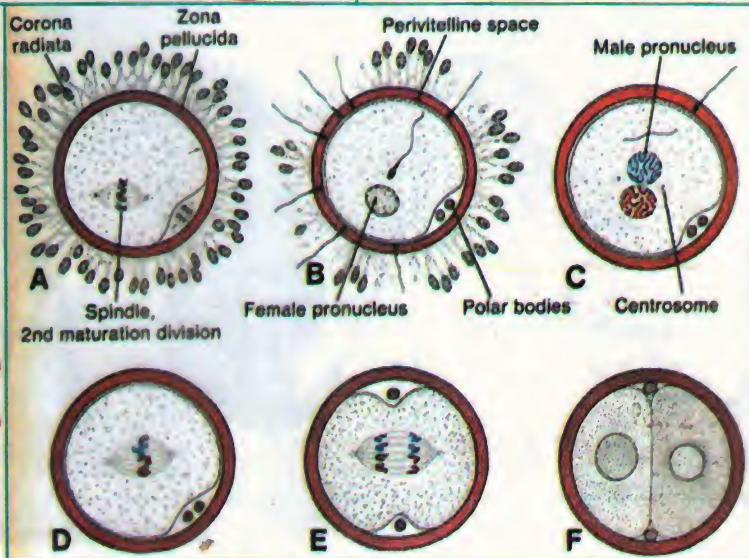 Corona
radiata
Zona
pellucida
Perivitelline space
Male pronucleus
A
B
C
Spindle,
2nd maturation division
Female pronucleus
Polar bodies
Centrosome
D
E
F